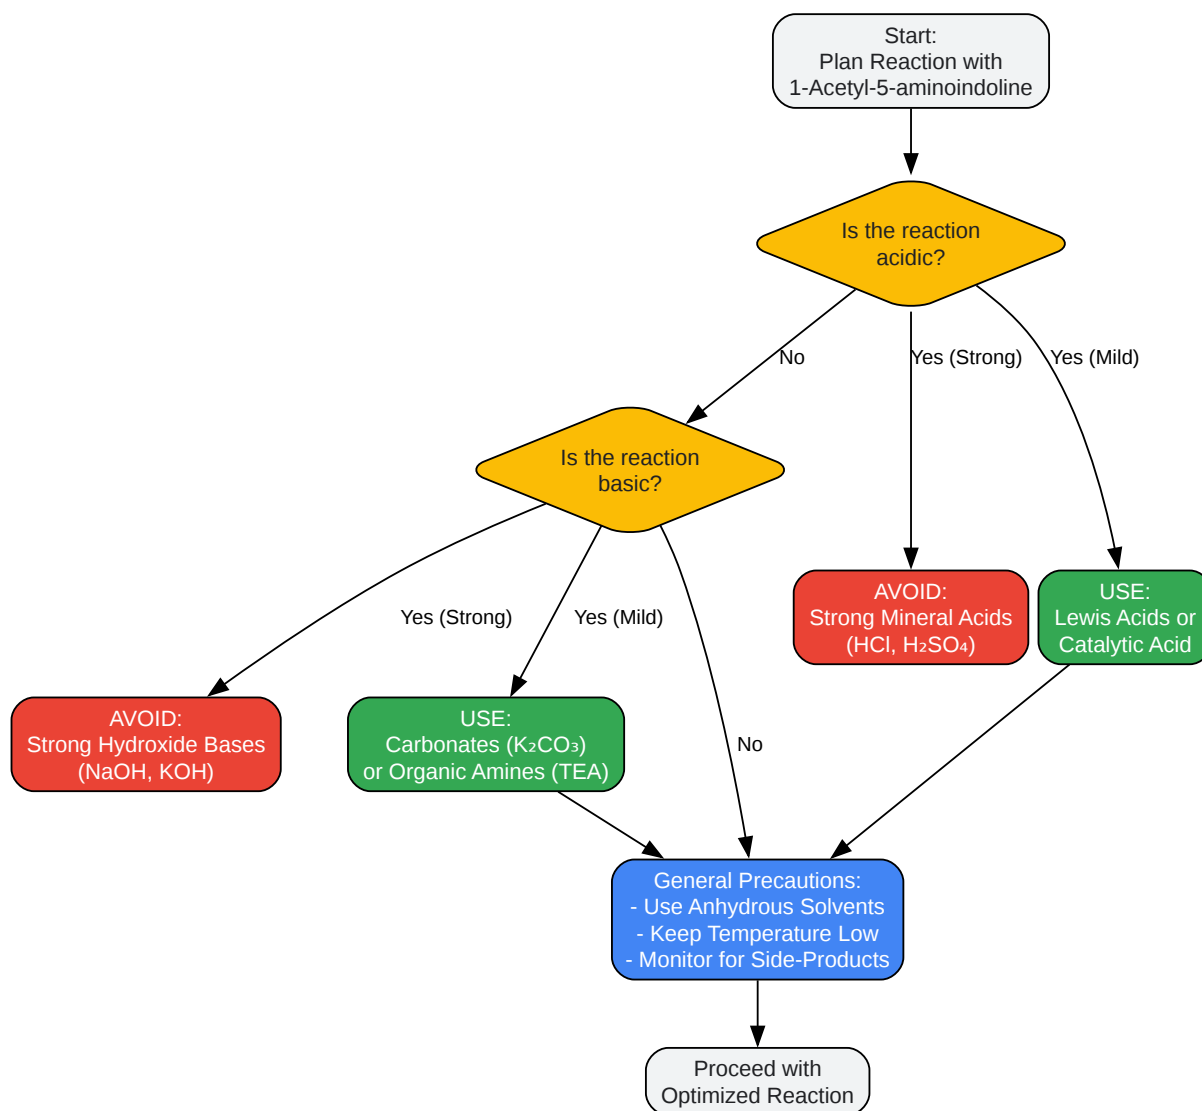 Start:
Plan Reaction with
1-Acetyl-5-aminoindoline
Is the reaction
acidic?
No
Yes (Strong)
Yes (Mild)
Is the reaction
basic?
Yes (Strong)
Yes (Mild)
No
AVOID:
Strong Mineral Acids
(HCl, H₂SO₄)
USE:
Lewis Acids or
Catalytic Acid
AVOID:
Strong Hydroxide Bases
(NaOH, KOH)
USE:
Carbonates (K₂CO₃)
or Organic Amines (TEA)
General Precautions:
- Use Anhydrous Solvents
- Keep Temperature Low
- Monitor for Side-Products
Proceed with
Optimized Reaction